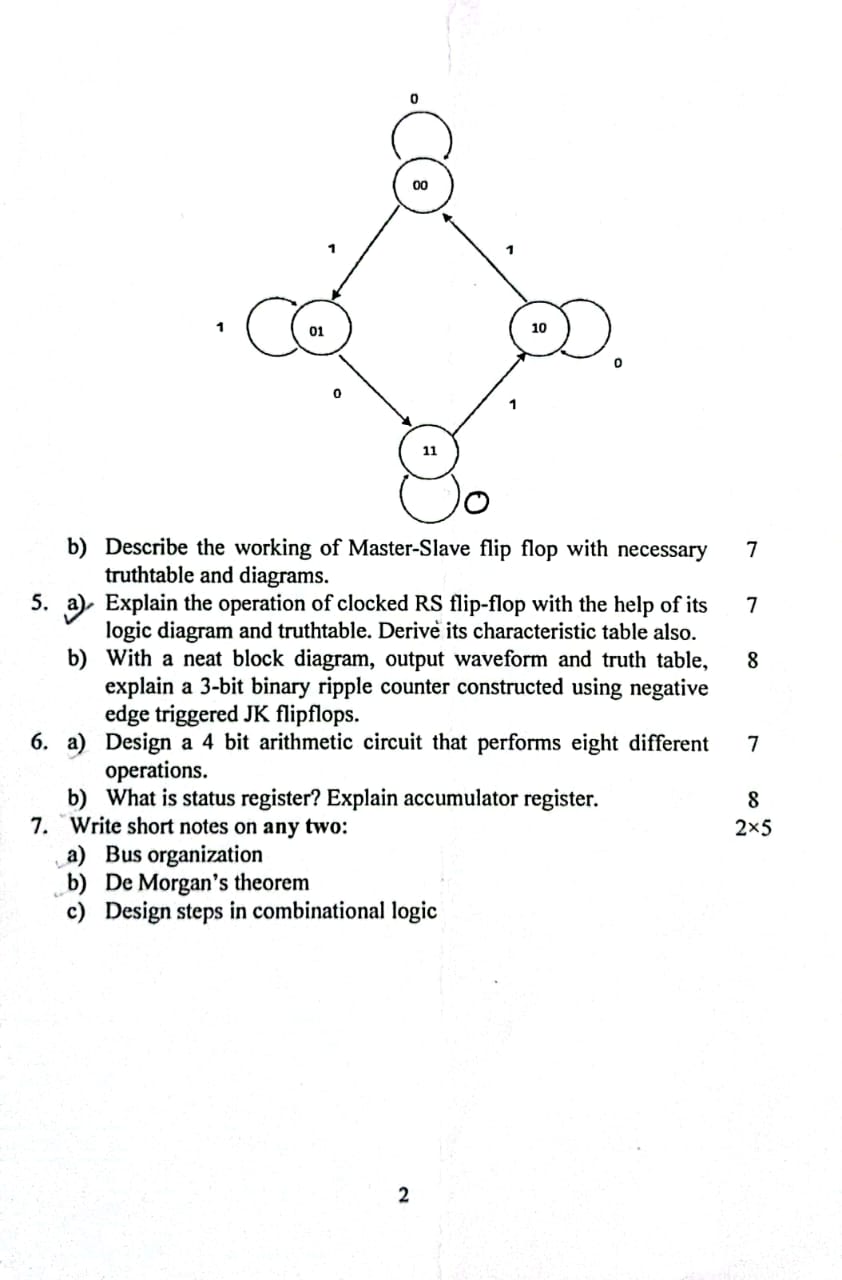 0
00
1
1
1
01
10
0
0
1
11
0
b) Describe the working of Master-Slave flip flop with necessary 7
truthtable and diagrams.
5. a) Explain the operation of clocked RS flip-flop with the help of its 7
logic diagram and truthtable. Derive its characteristic table also.
b) With a neat block diagram, output waveform and truth table, 8
explain a 3-bit binary ripple counter constructed using negative
edge triggered JK flipflops.
6. a) Design a 4 bit arithmetic circuit that performs eight different 7
operations.
b) What is status register? Explain accumulator register. 8
7. Write short notes on any two: 2×5
a) Bus organization
b) De Morgan's theorem
c) Design steps in combinational logic
2